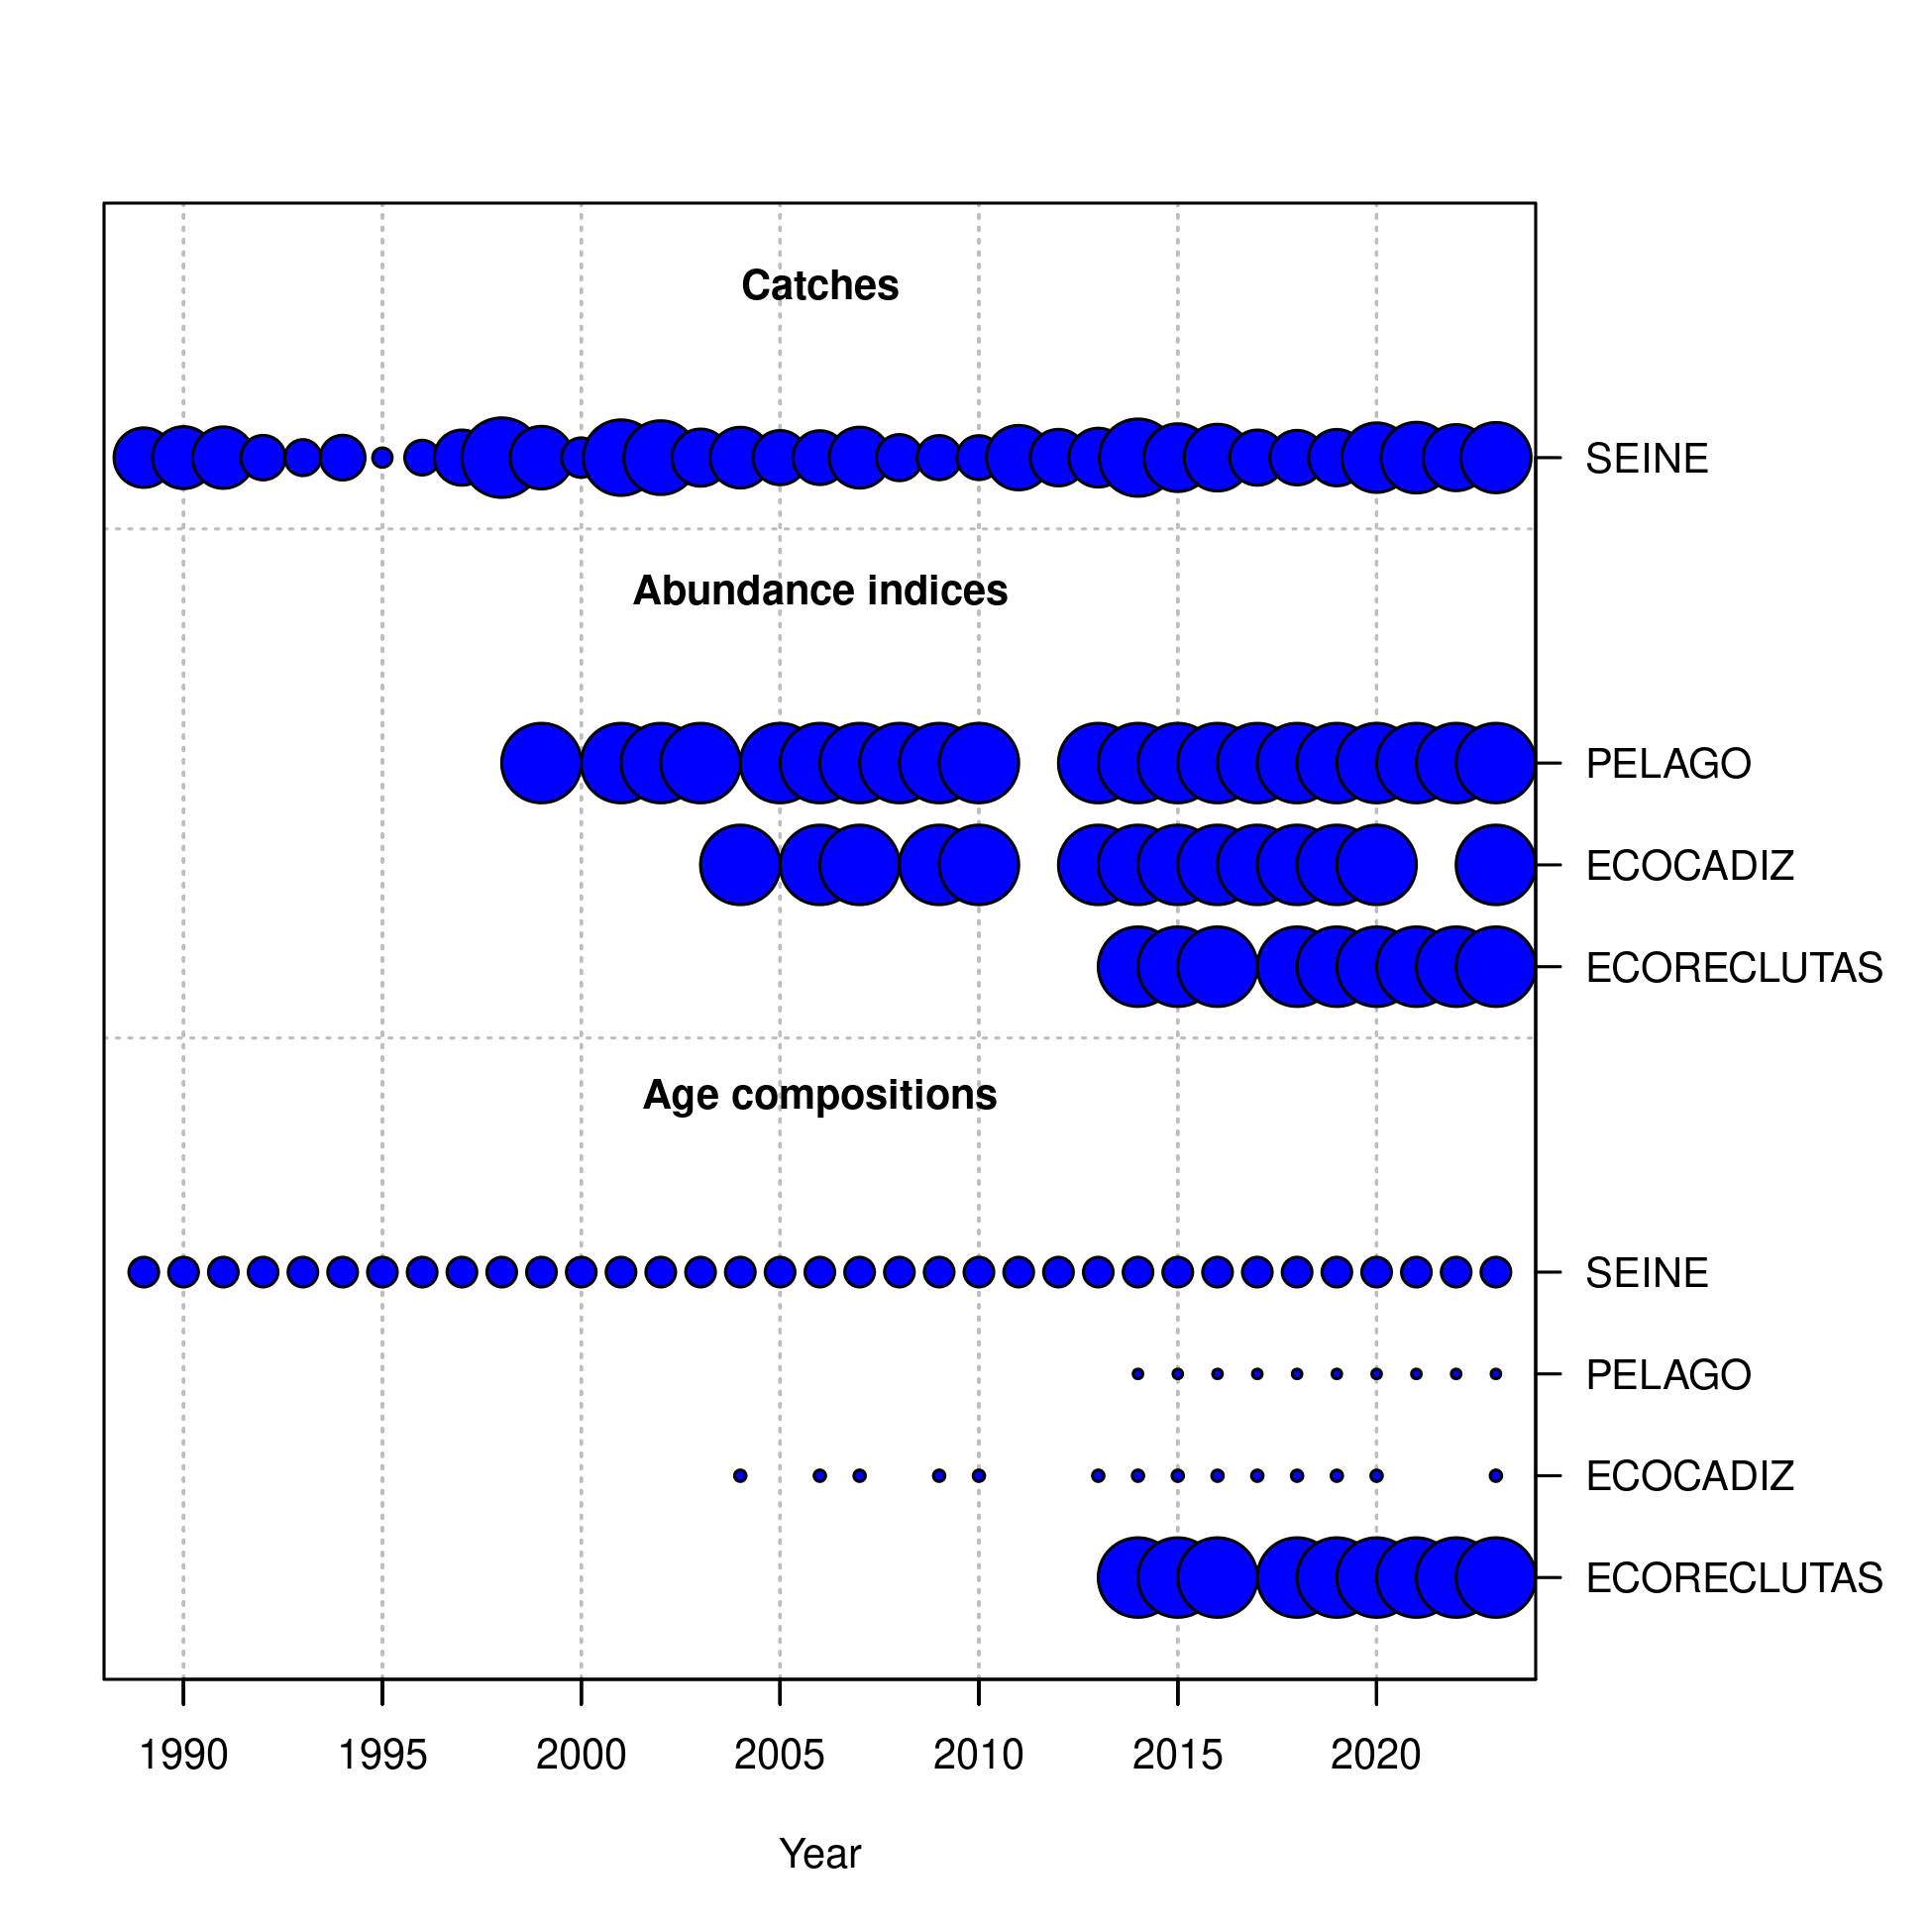 Catches
SEINE
Abundance indices
PELAGO
ECOCADIZ
ECORECLUTAS
Age compositions
SEINE
PELAGO
ECOCADIZ
ECORECLUTAS
1990 1995 2000 2005 2010 2015 2020
Year